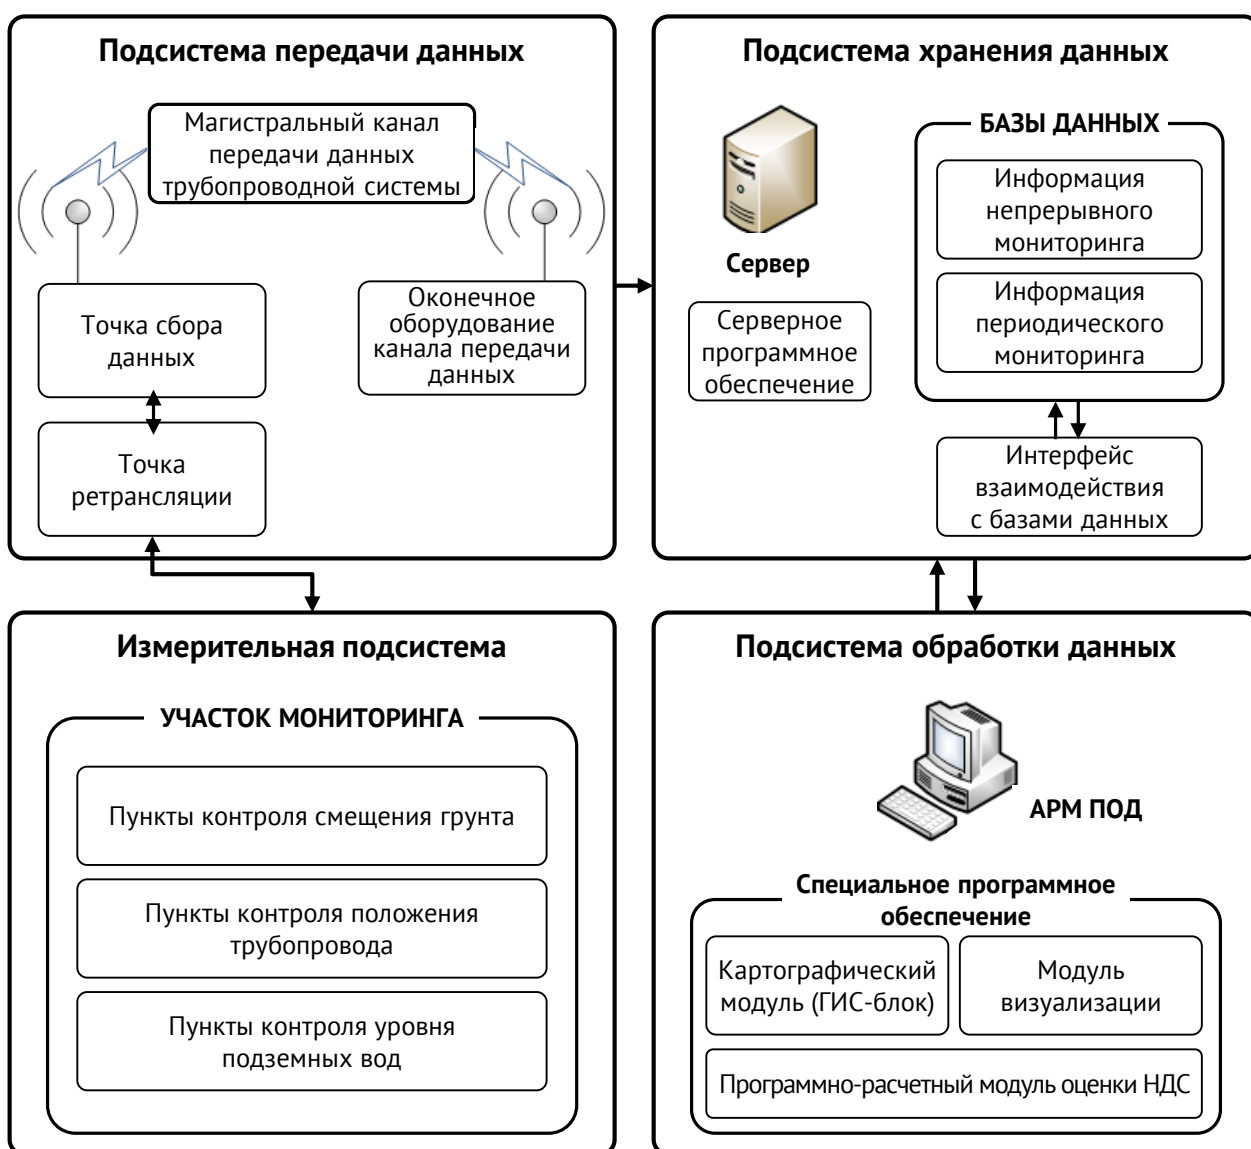 Подсистема передачи данных
Магистральный канал
передачи данных
трубопроводной системы
Точка сбора
данных
Оконечное
оборудование
канала передачи
данных
Точка
ретрансляции
Подсистема хранения данных
Сервер
Серверное
программное
обеспечение
БАЗЫ ДАННЫХ
Информация
непрерывного
мониторинга
Информация
периодического
мониторинга
Интерфейс
взаимодействия
с базами данных
Измерительная подсистема
УЧАСТОК МОНИТОРИНГА
Пункты контроля смещения грунта
Пункты контроля положения
трубопровода
Пункты контроля уровня
подземных вод
Подсистема обработки данных
АРМ ПОД
Специальное программное
обеспечение
Картографический
модуль (ГИС-блок)
Модуль
визуализации
Программно-расчетный модуль оценки НДС